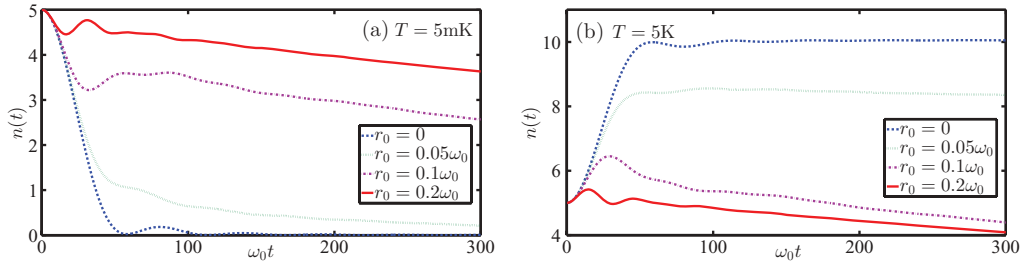 (a) T = 5mK
n(t)
5
4
3
2
1
0
r₀ = 0
r₀ = 0.05ω₀
r₀ = 0.1ω₀
r₀ = 0.2ω₀
0 100 200 300
ω₀t
(b) T = 5K
n(t)
10
8
6
4
r₀ = 0
r₀ = 0.05ω₀
r₀ = 0.1ω₀
r₀ = 0.2ω₀
0 100 200 300
ω₀t